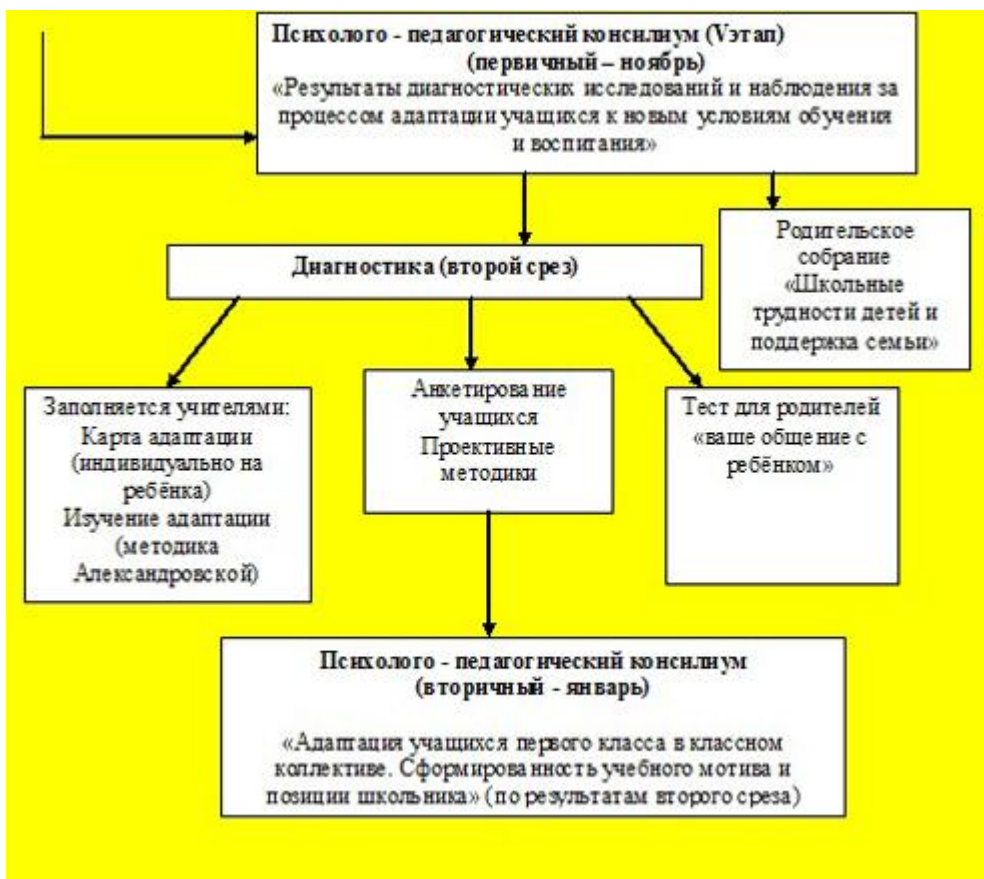 Психолого - педагогический консилиум (Vэтап)
(первичный – ноябрь)
«Результаты диагностических исследований и наблюдения за
процессом адаптации учащихся к новым условиям обучения
и воспитания»
Родительское
собрание
«Школьные
трудности детей и
поддержка семьи»
Диагностика (второй срез)
Заполняется учителями:
Карта адаптации
(индивидуально на
ребёнка)
Изучение адаптации
(методика
Александровской)
Анкетирование
учащихся
Проективные
методики
Тест для родителей
«ваше общение с
ребёнком»
Психолого - педагогический консилиум
(вторичный - январь)
«Адаптация учащихся первого класса в классном
коллективе. Сформированность учебного мотива и
позиции школьника» (по результатам второго среза)